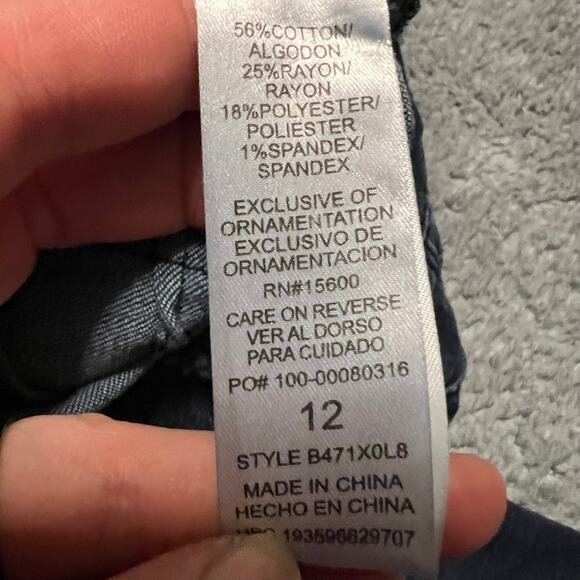 56%COTTON/
ALGODON
25%RAYON/
RAYON
18%POLYESTER/
POLIESTER
1%SPANDEX/
SPANDEX
EXCLUSIVE OF
ORNAMENTATION
EXCLUSIVO DE
ORNAMENTACION
RN#15600
CARE ON REVERSE
VER AL DORSO
PARA CUIDADO
PO# 100-00080316
12
STYLE B471X0L8
MADE IN CHINA
HECHO EN CHINA
193596829707